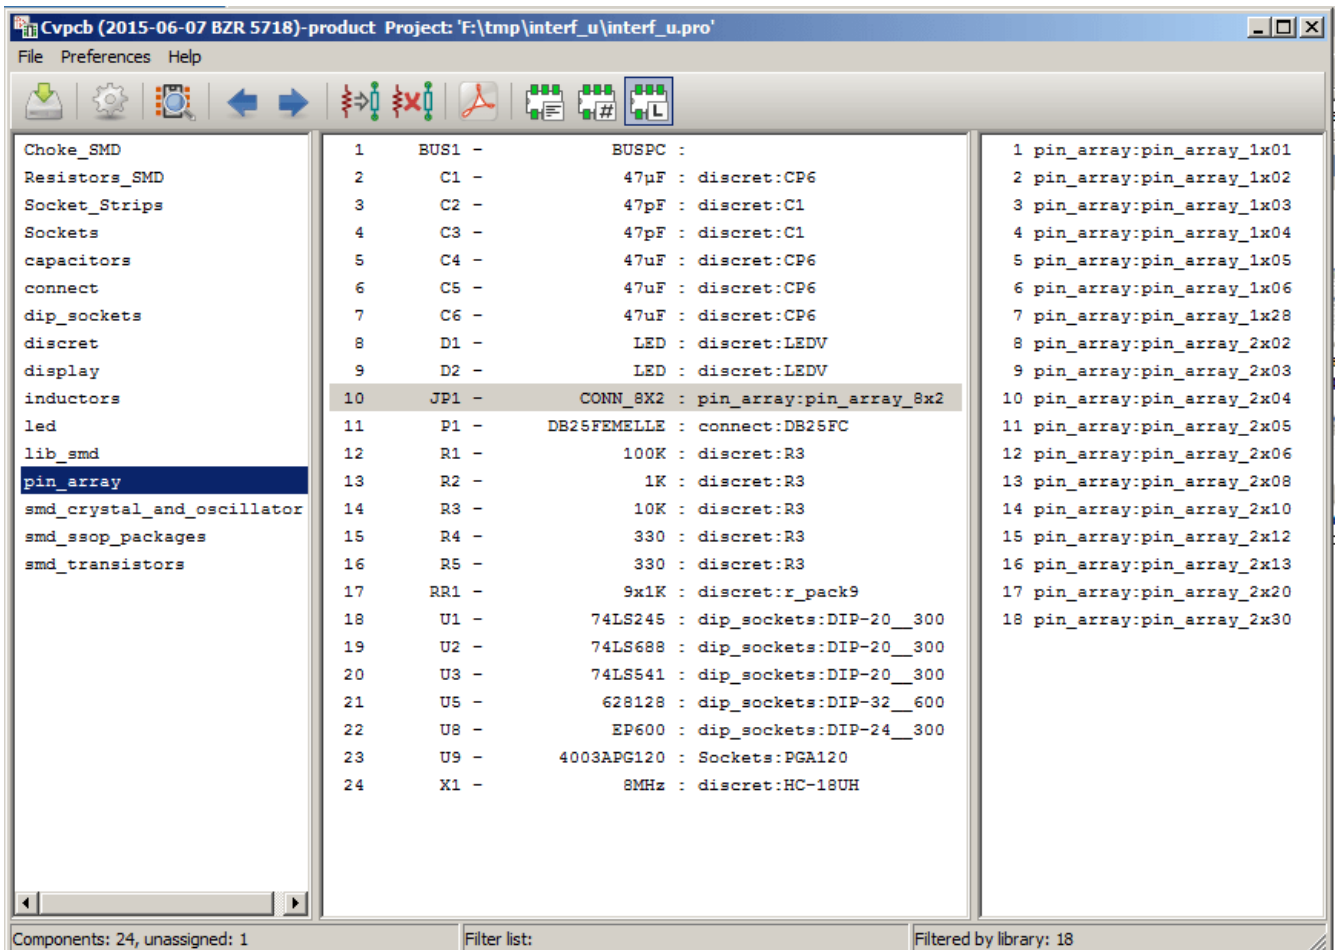 Cvpcb (2015-06-07 BZR 5718)-product Project: 'F:\tmp\interf_u\interf_u.pro'
File Preferences Help
Choke_SMD
Resistors_SMD
Socket_Strips
Sockets
capacitors
connect
dip_sockets
discret
display
inductors
led
lib_smd
pin_array
smd_crystal_and_oscillator
smd_ssop_packages
smd_transistors
1 BUS1 - BUSPC :
2 C1 - 47µF : discret:CP6
3 C2 - 47pF : discret:C1
4 C3 - 47pF : discret:C1
5 C4 - 47uF : discret:CP6
6 C5 - 47uF : discret:CP6
7 C6 - 47uF : discret:CP6
8 D1 - LED : discret:LEDV
9 D2 - LED : discret:LEDV
10 JP1 - CONN_8X2 : pin_array:pin_array_8x2
11 P1 - DB25FEMELLE : connect:DB25FC
12 R1 - 100K : discret:R3
13 R2 - 1K : discret:R3
14 R3 - 10K : discret:R3
15 R4 - 330 : discret:R3
16 R5 - 330 : discret:R3
17 RR1 - 9x1K : discret:r_pack9
18 U1 - 74LS245 : dip_sockets:DIP-20__300
19 U2 - 74LS688 : dip_sockets:DIP-20__300
20 U3 - 74LS541 : dip_sockets:DIP-20__300
21 U5 - 628128 : dip_sockets:DIP-32__600
22 U8 - EP600 : dip_sockets:DIP-24__300
23 U9 - 4003APG120 : Sockets:PGA120
24 X1 - 8MHz : discret:HC-18UH
1 pin_array:pin_array_1x01
2 pin_array:pin_array_1x02
3 pin_array:pin_array_1x03
4 pin_array:pin_array_1x04
5 pin_array:pin_array_1x05
6 pin_array:pin_array_1x06
7 pin_array:pin_array_1x28
8 pin_array:pin_array_2x02
9 pin_array:pin_array_2x03
10 pin_array:pin_array_2x04
11 pin_array:pin_array_2x05
12 pin_array:pin_array_2x06
13 pin_array:pin_array_2x08
14 pin_array:pin_array_2x10
15 pin_array:pin_array_2x12
16 pin_array:pin_array_2x13
17 pin_array:pin_array_2x20
18 pin_array:pin_array_2x30
Components: 24, unassigned: 1
Filter list:
Filtered by library: 18